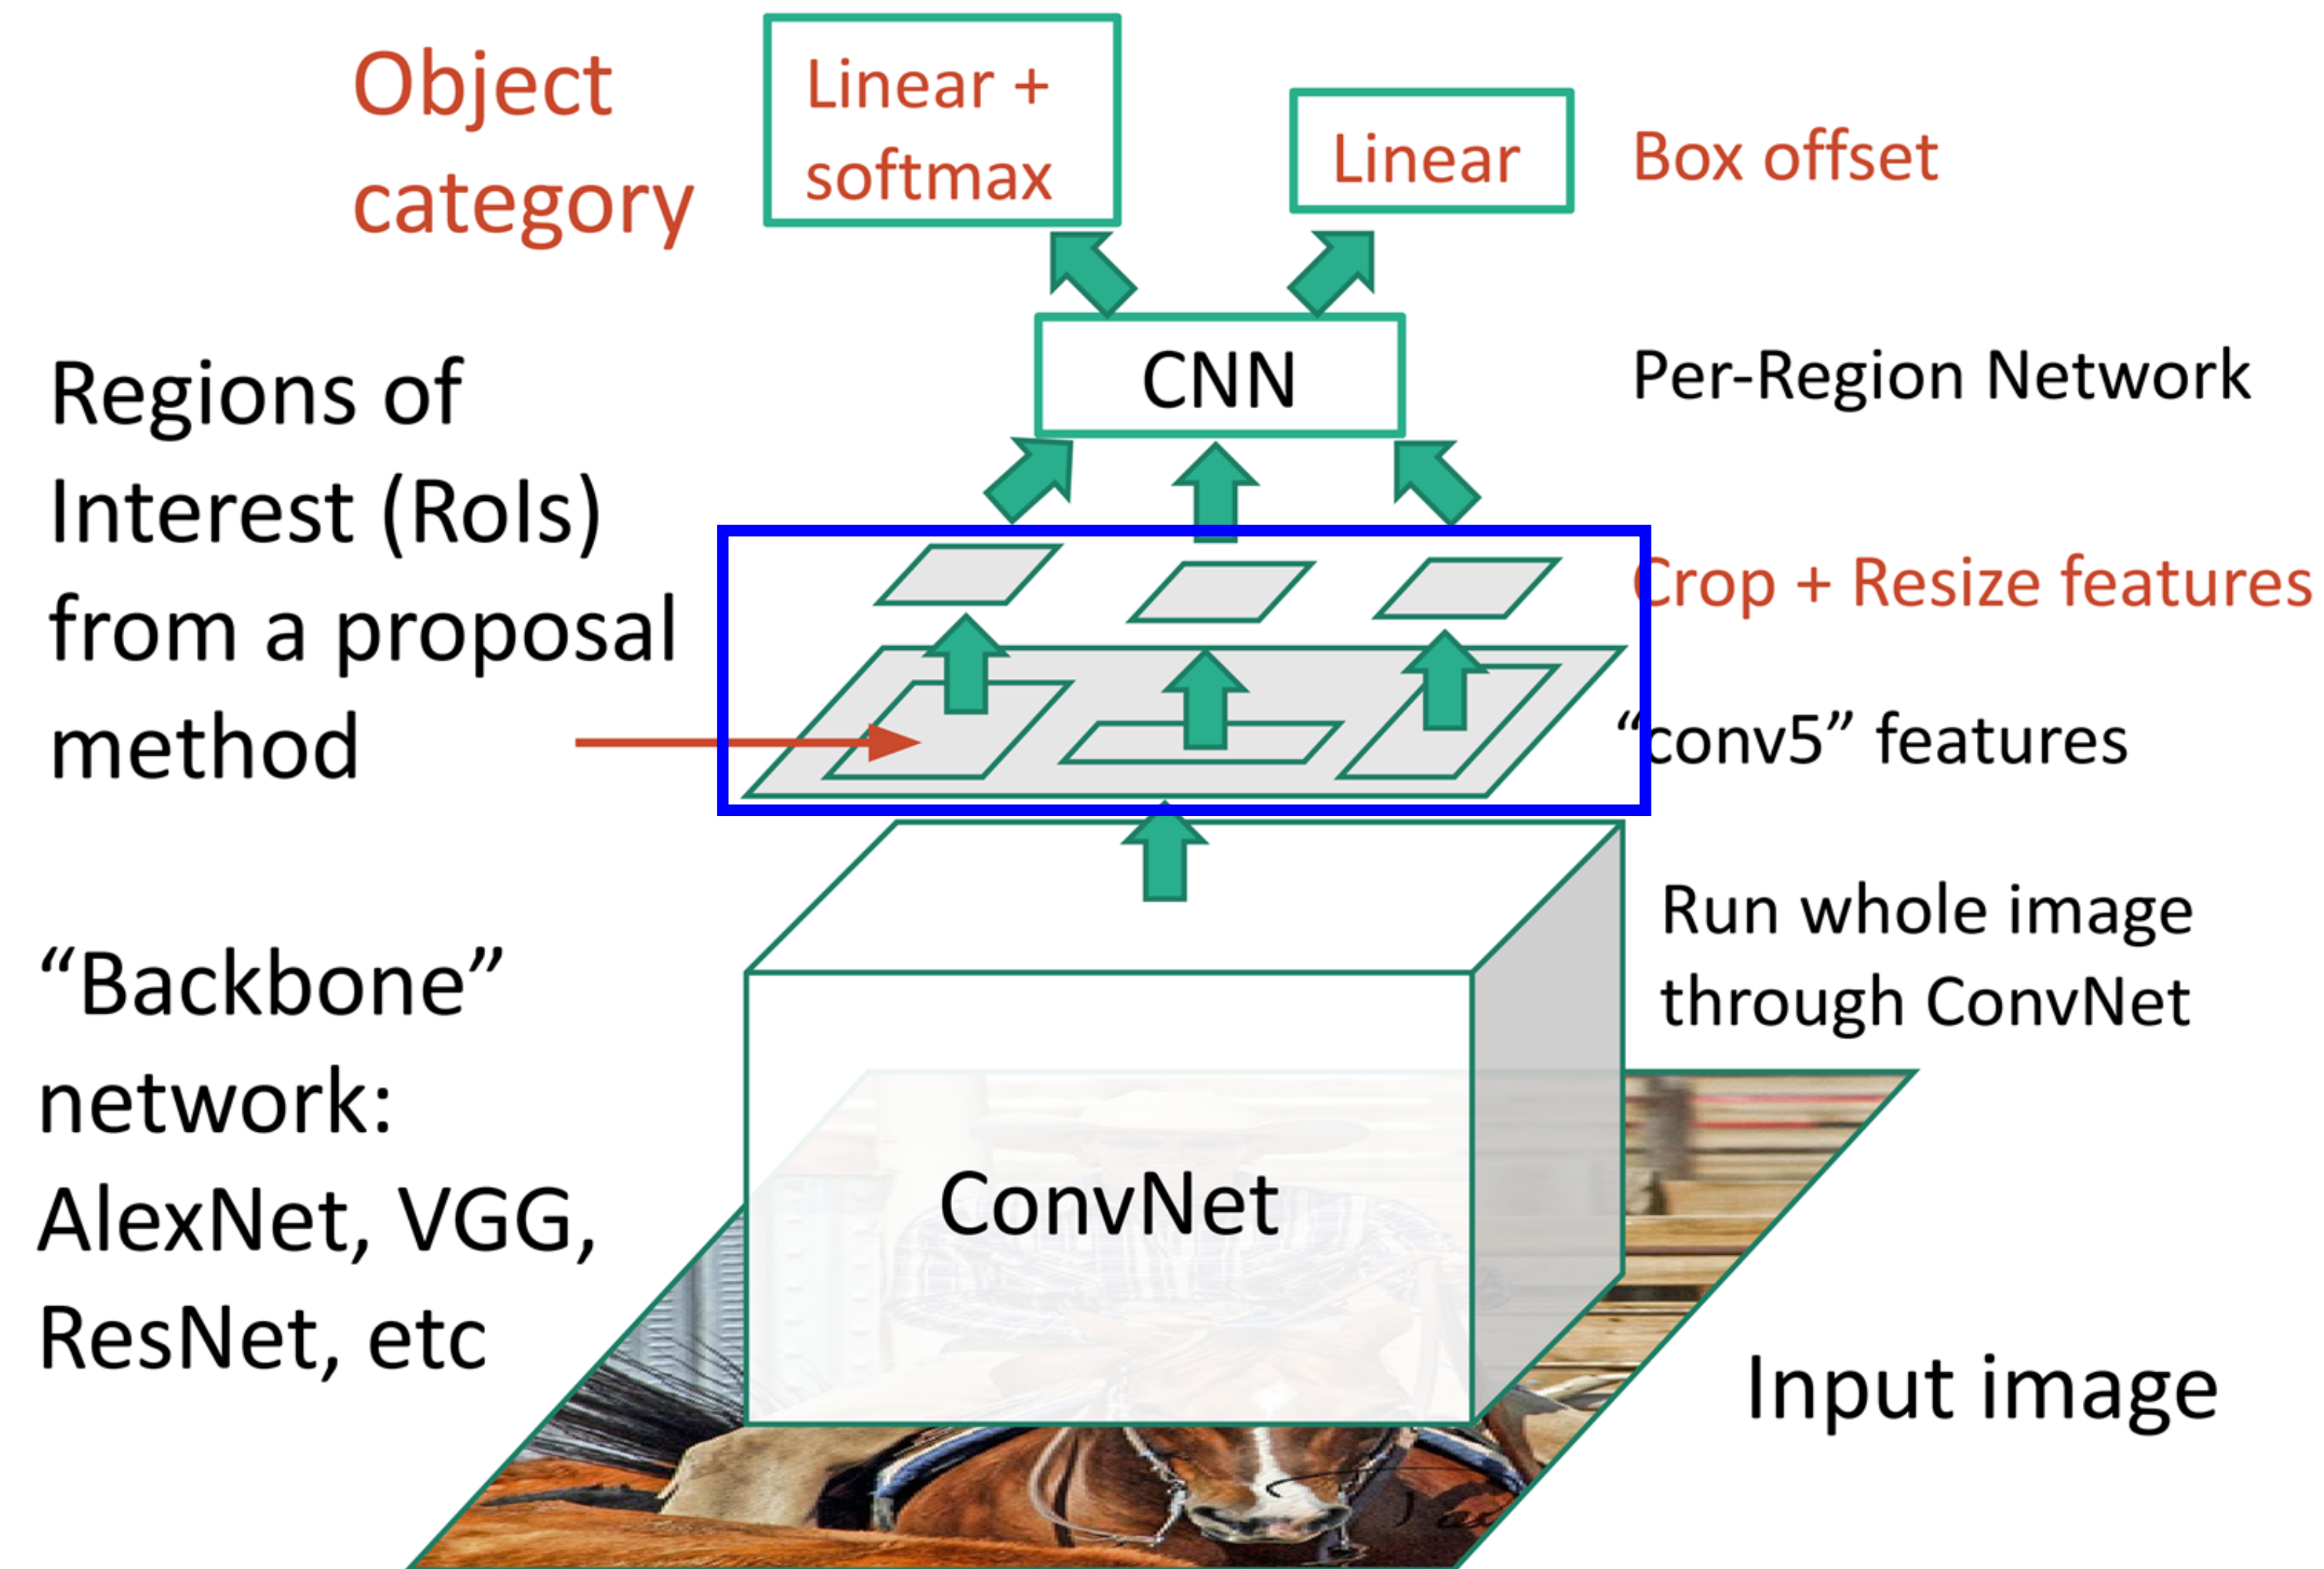 Object
category
Linear +
softmax
Linear
Box offset
CNN
Per-Region Network
Regions of
Interest (RoIs)
from a proposal
method
Crop + Resize features
“conv5” features
“Backbone”
network:
AlexNet, VGG,
ResNet, etc
Run whole image
through ConvNet
ConvNet
Input image